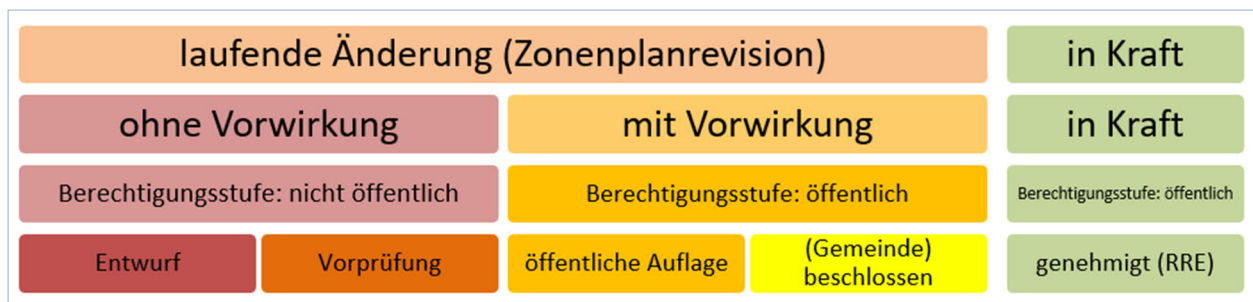 laufende Änderung (Zonenplanrevision)
in Kraft
ohne Vorwirkung
mit Vorwirkung
in Kraft
Berechtigungsstufe: nicht öffentlich
Berechtigungsstufe: öffentlich
Berechtigungsstufe: öffentlich
Entwurf
Vorprüfung
öffentliche Auflage
(Gemeinde)
beschlossen
genehmigt (RRE)